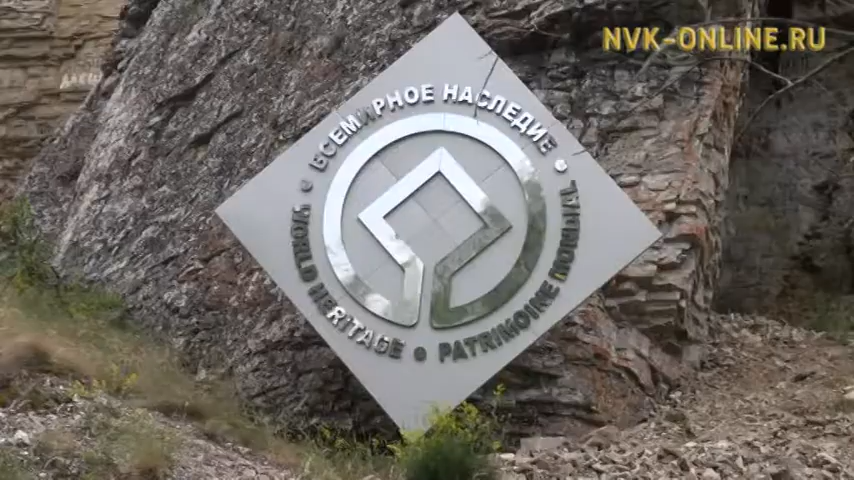 NVK-ONLINE.RU
ВСЕМИРНОЕ НАСЛЕДИЕ
WORLD HERITAGE • PATRIMOINE MONDIAL